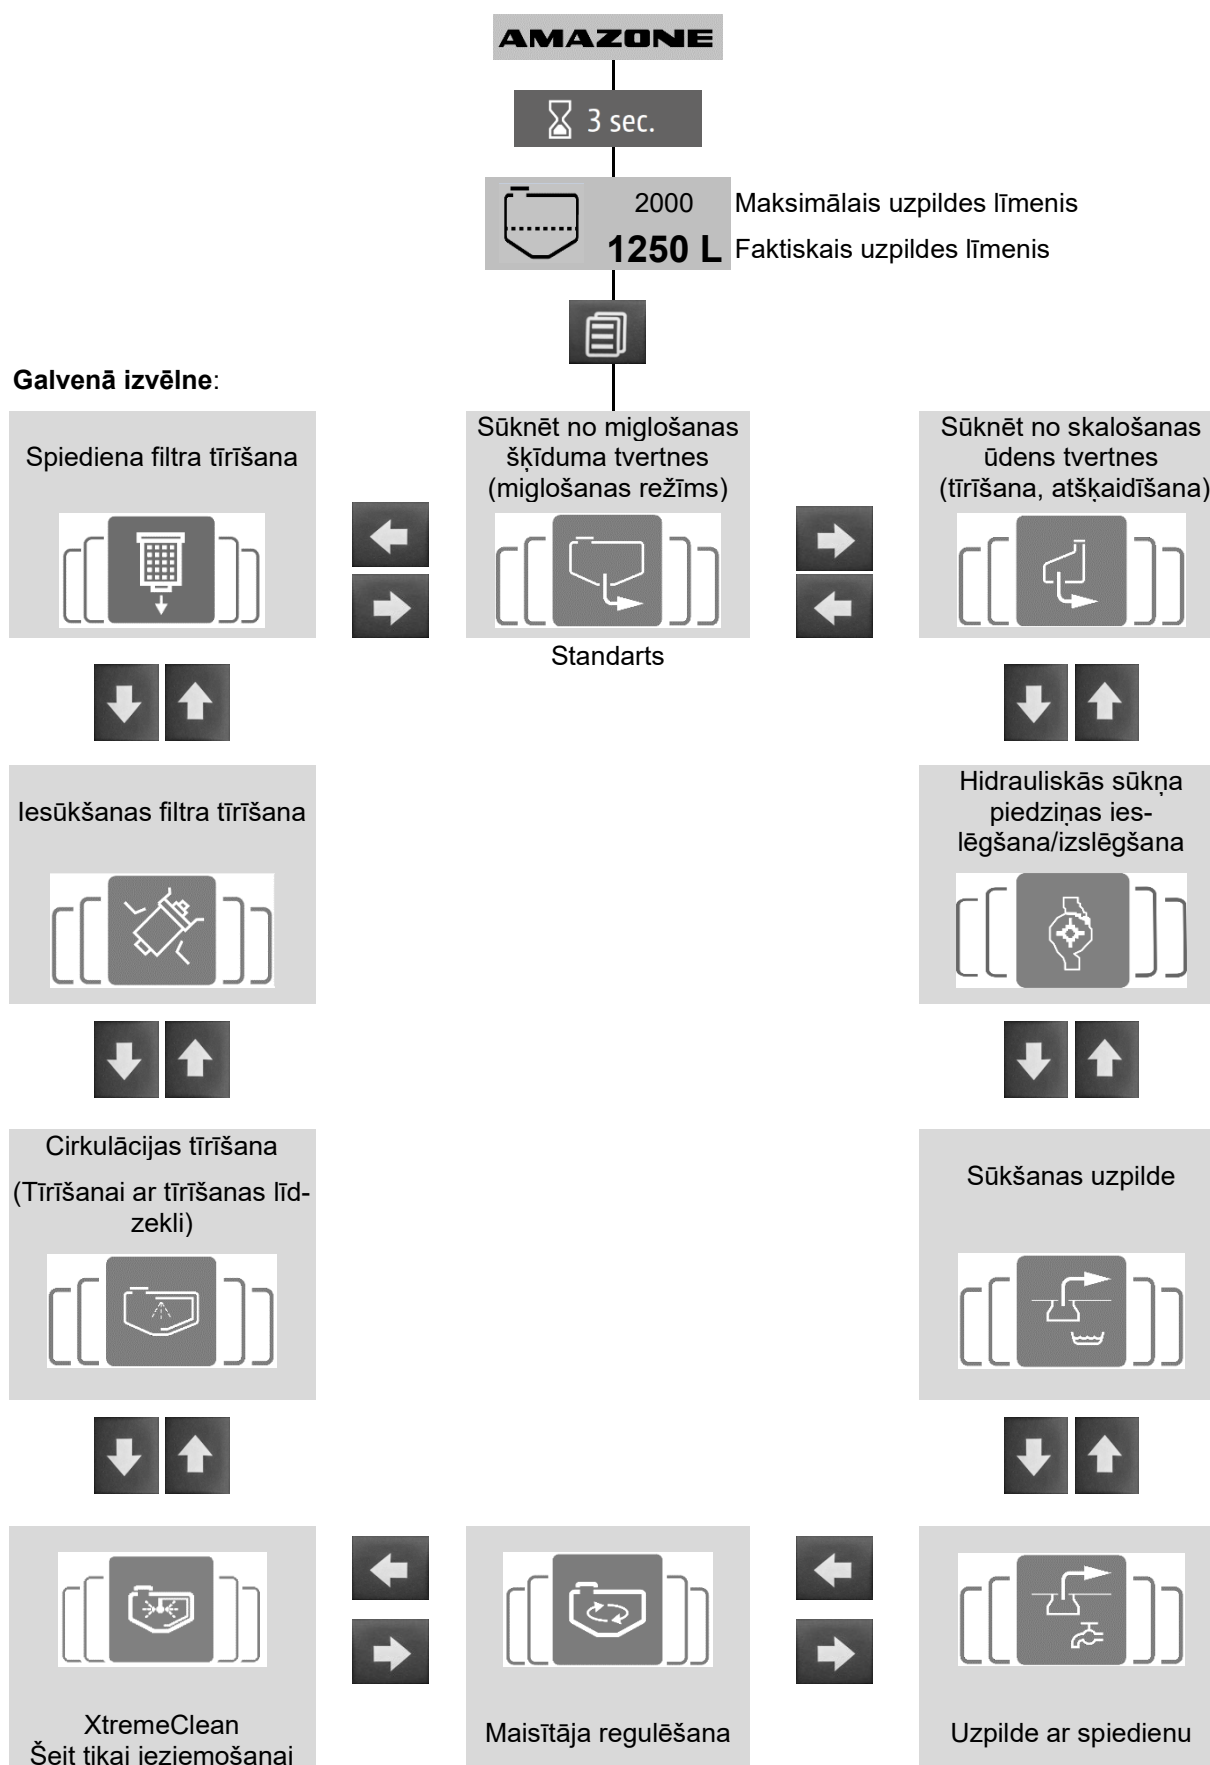 AMAZONE
3 sec.
2000 Maksimālais uzpildes līmenis
1250 L Faktiskais uzpildes līmenis
Galvenā izvēlne:
Spiediena filtra tīrīšana
Sūknēt no miglošanas
šķīduma tvertnes
(miglošanas režīms)
Standarts
Sūknēt no skalošanas
ūdens tvertnes
(tīrīšana, atšķaidīšana)
Iesūkšanas filtra tīrīšana
Hidrauliskās sūkņa
piedziņas ies-
lēgšana/izslēgšana
Cirkulācijas tīrīšana
(Tīrīšanai ar tīrīšanas līd-
zekli)
Sūkšanas uzpilde
XtremeClean
Šeit tikai ieziemošanai
Maisītāja regulēšana
Uzpilde ar spiedienu